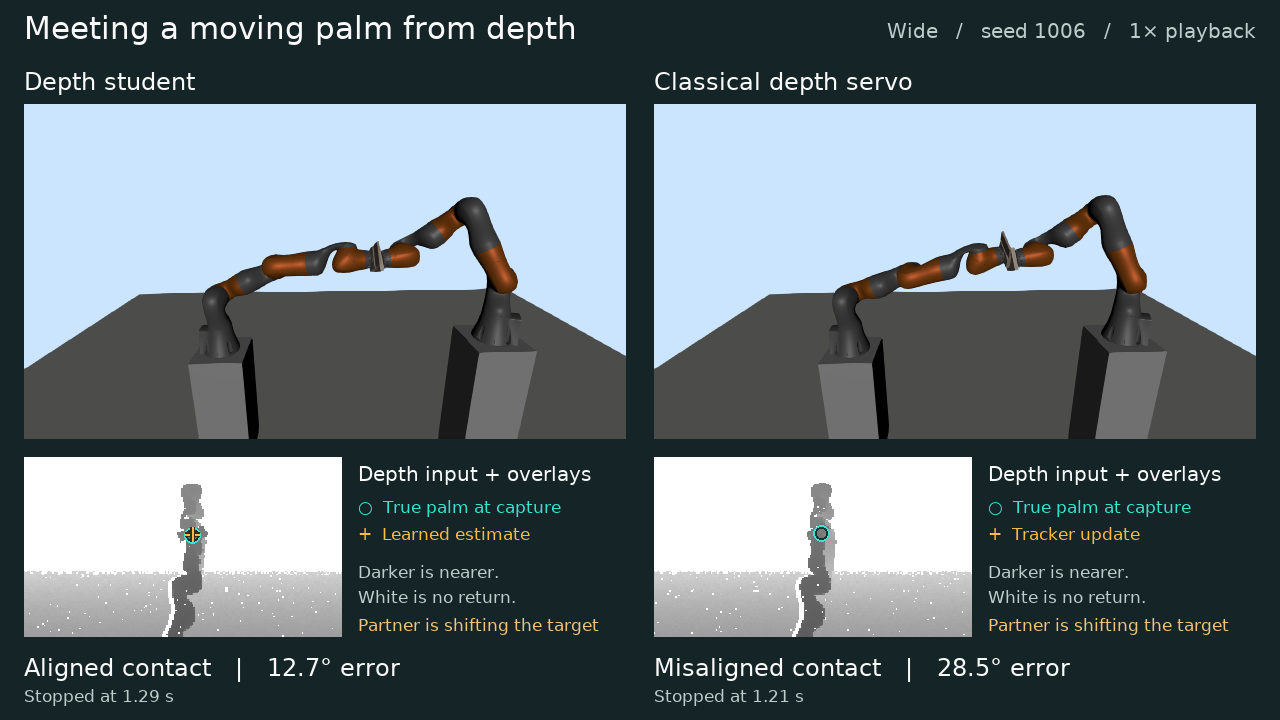 Meeting a moving palm from depth
Wide / seed 1006 / 1× playback
Depth student
Classical depth servo
Depth input + overlays
○ True palm at capture
+ Learned estimate
Darker is nearer.
White is no return.
Partner is shifting the target
Depth input + overlays
○ True palm at capture
+ Tracker update
Darker is nearer.
White is no return.
Partner is shifting the target
Aligned contact | 12.7° error
Stopped at 1.29 s
Misaligned contact | 28.5° error
Stopped at 1.21 s